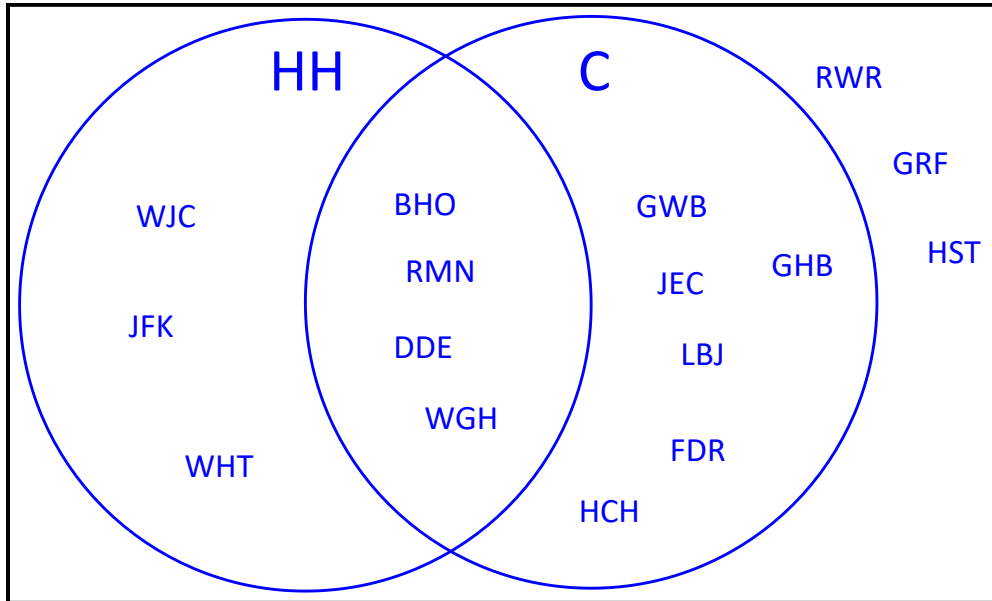 HH
C
RWR
GRF
WJC
BHO
GWB
HST
RMN
JEC
GHB
JFK
DDE
LBJ
WGH
WHT
FDR
HCH